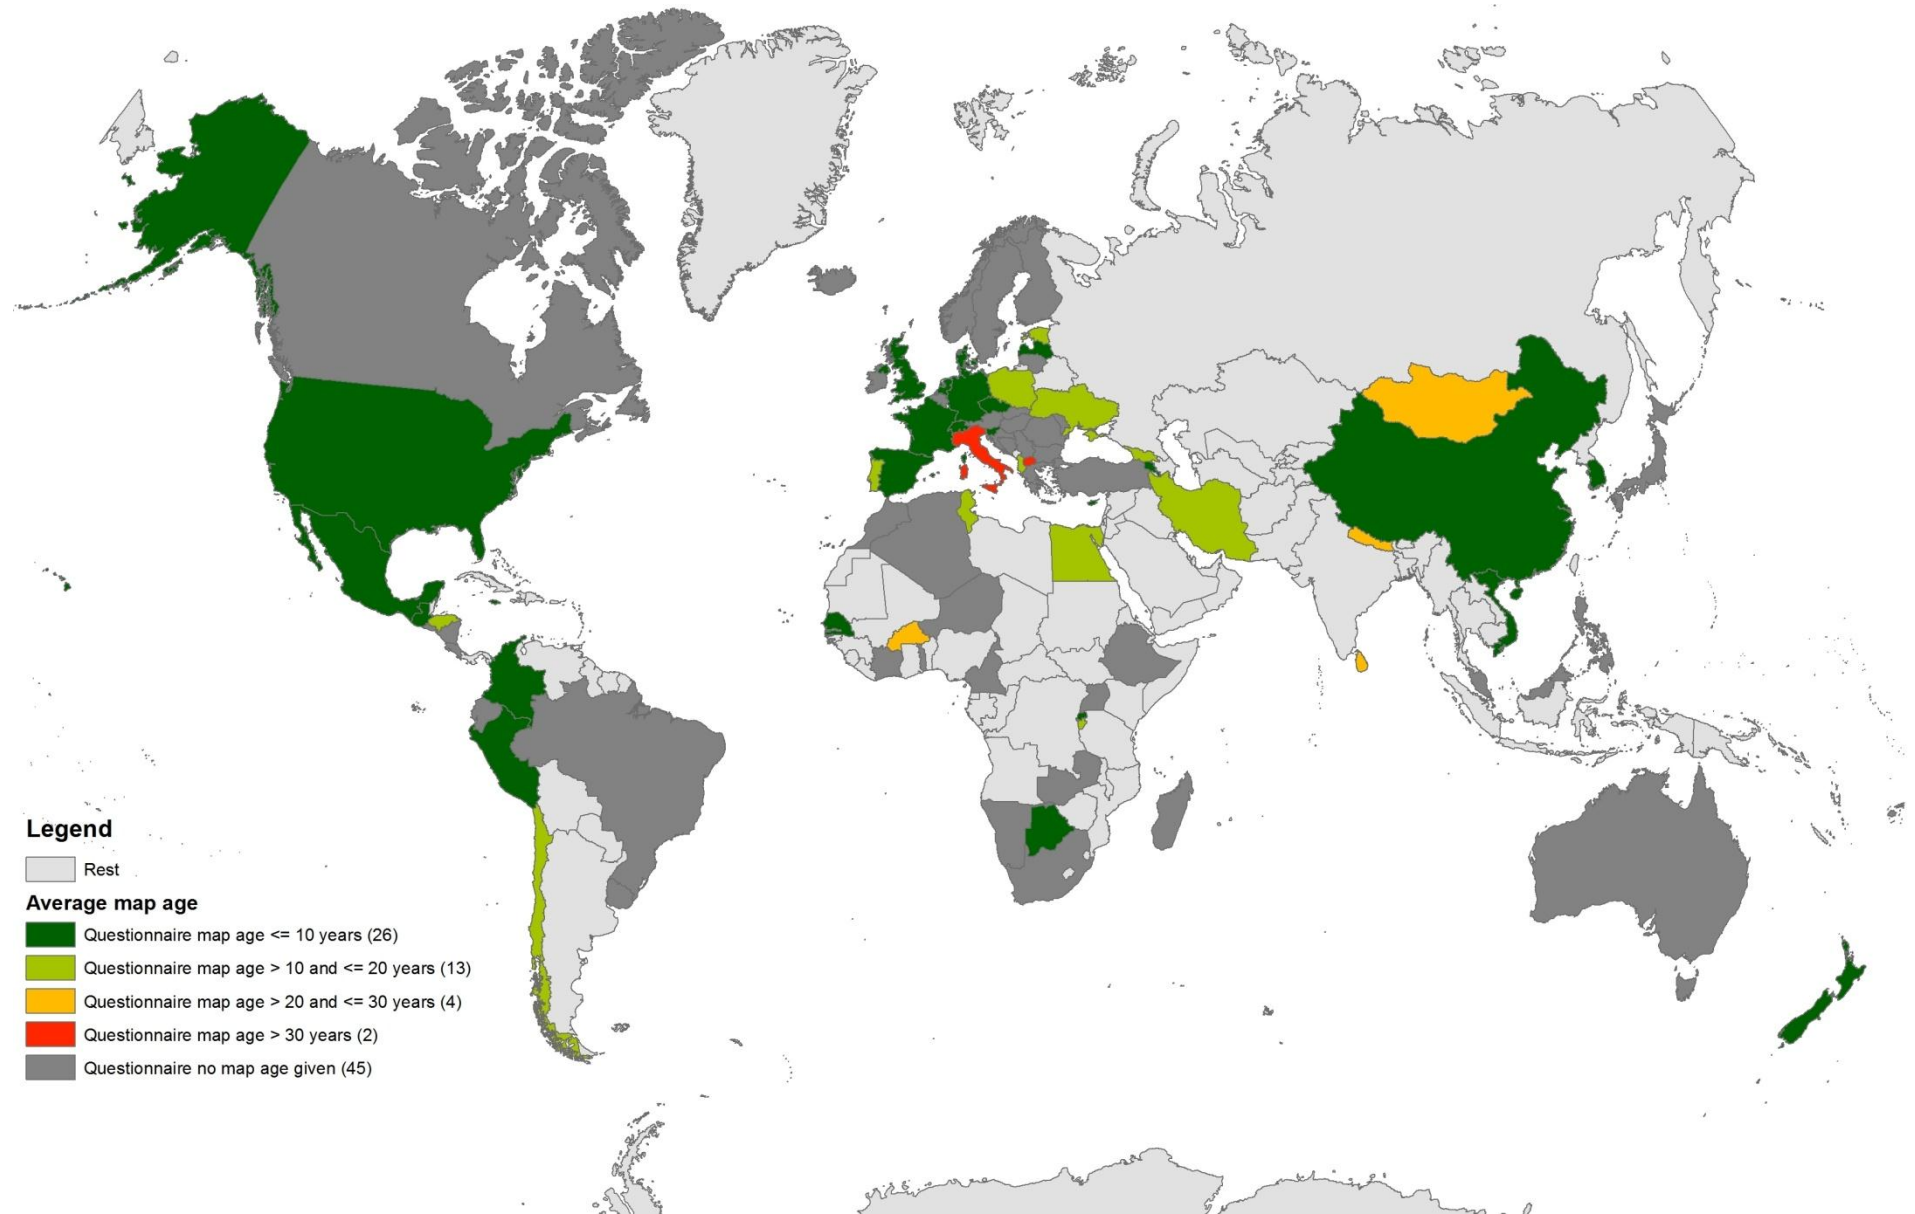 Legend
Rest
Average map age
Questionnaire map age <= 10 years (26)
Questionnaire map age > 10 and <= 20 years (13)
Questionnaire map age > 20 and <= 30 years (4)
Questionnaire map age > 30 years (2)
Questionnaire no map age given (45)